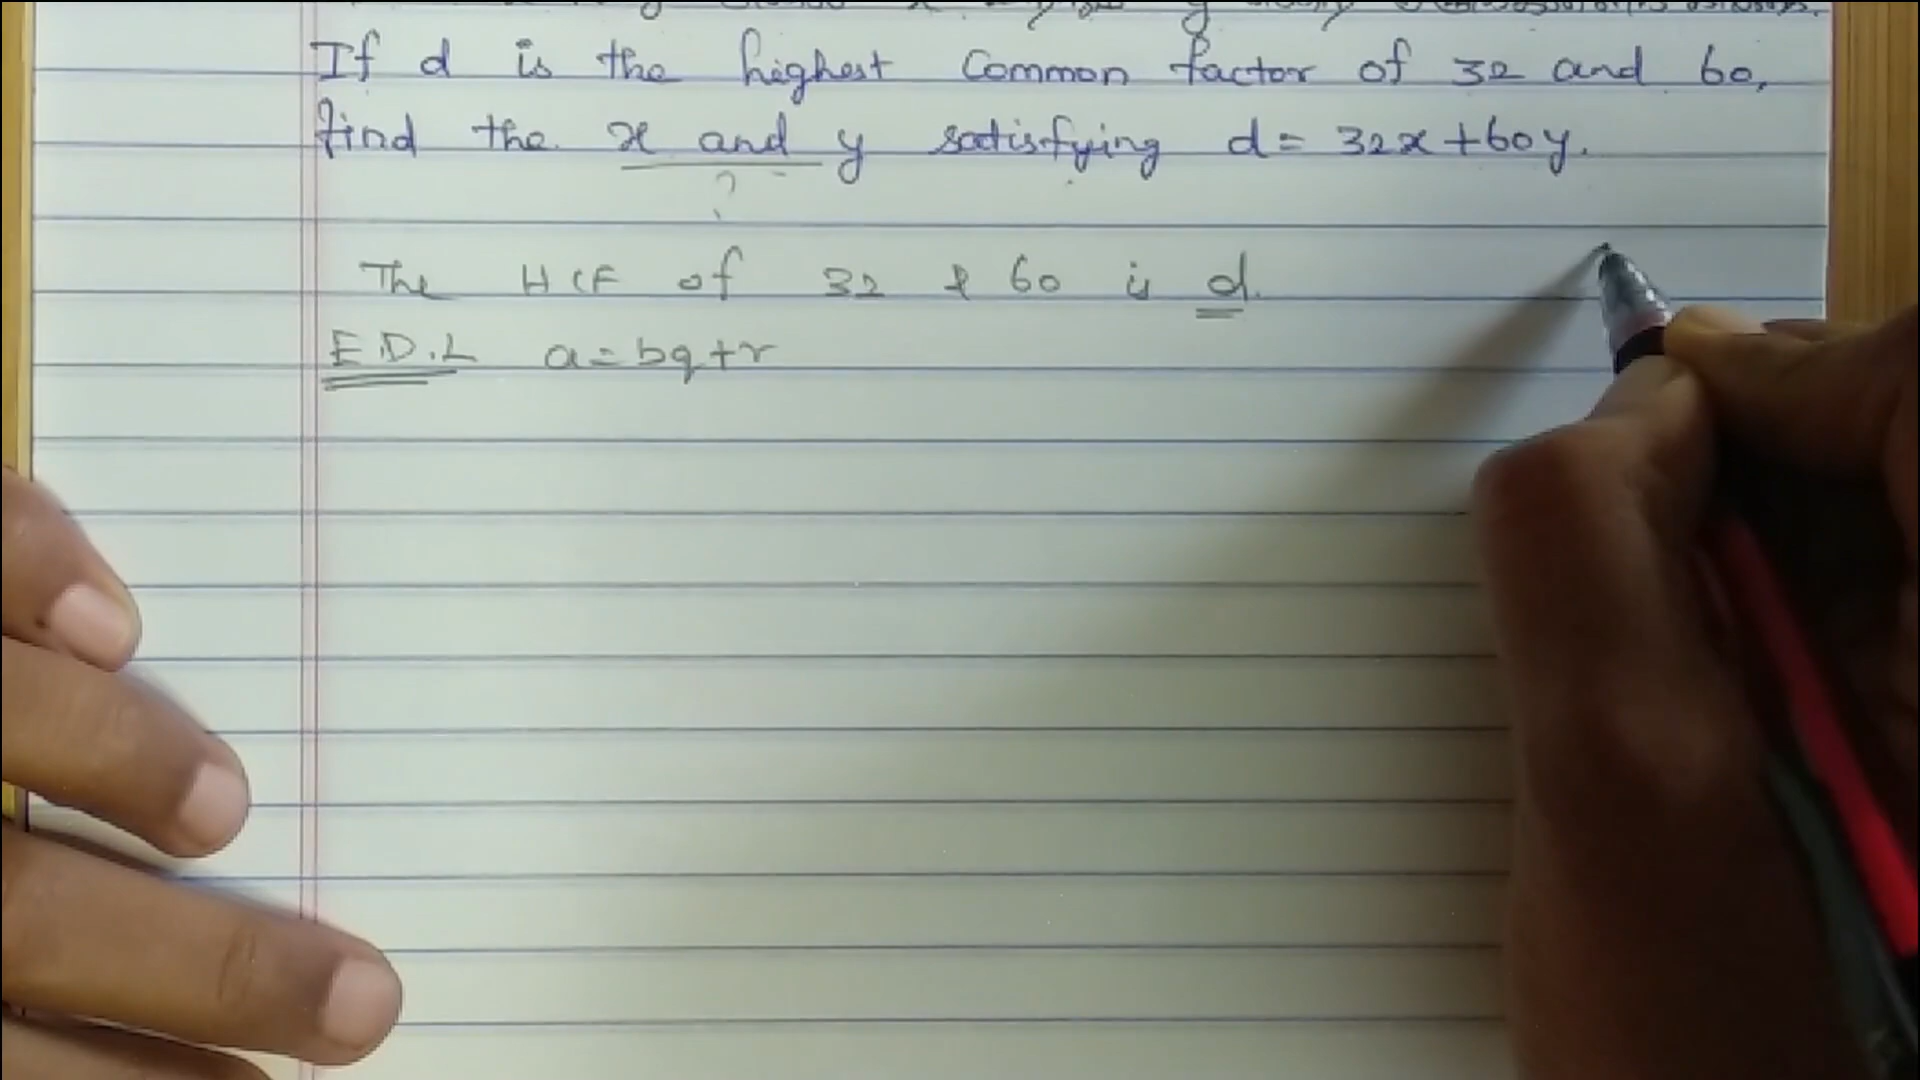 If d is the highest Common factor of 32 and 60,
find the x and y satisfying d = 32x + 60y.
?
The HCF of 32 & 60 is d.
E.D.L a = bq + r